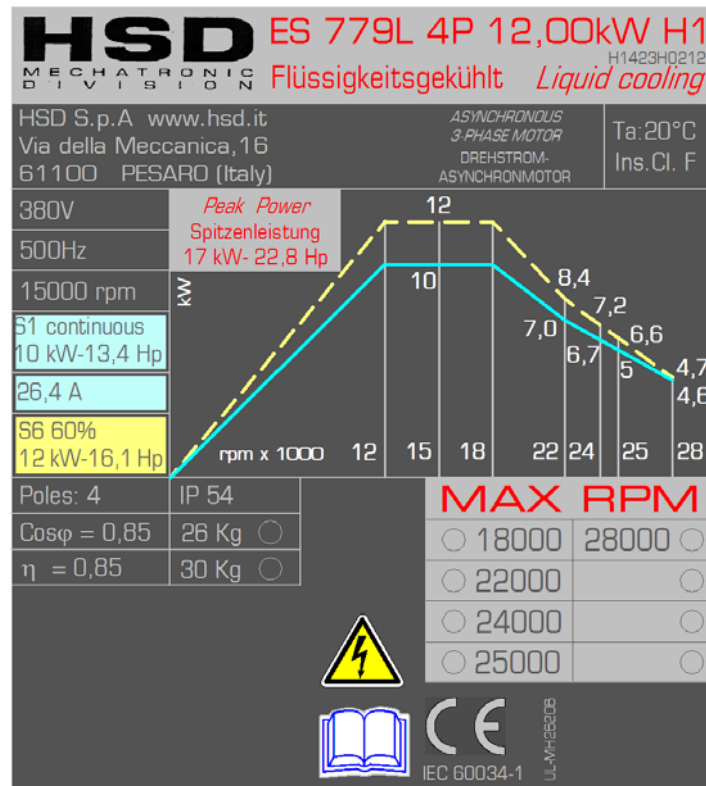 HSD
MECHATRONIC
DIVISION
ES 779L 4P 12,00kW H1
H1423H0212
Flüssigkeitsgekühlt Liquid cooling
HSD S.p.A www.hsd.it
Via della Meccanica,16
61100 PESARO (Italy)
ASYNCHRONOUS
3-PHASE MOTOR
DREHSTROM-
ASYNCHRONMOTOR
Ta:20°C
Ins.Cl. F
380V
500Hz
15000 rpm
S1 continuous
10 kW-13,4 Hp
26,4 A
S6 60%
12 kW-16,1 Hp
Peak Power
Spitzenleistung
17 kW- 22,8 Hp
kW
12
10
8,4
7,2
7,0
6,6
6,7
5
4,7
4,6
rpm x 1000 12 15 18 22 24 25 28
Poles: 4 IP 54
Cosφ = 0,85 26 Kg
η = 0,85 30 Kg
MAX RPM
18000 28000
22000
24000
25000
CE
IEC 60034-1
UL-MH26208